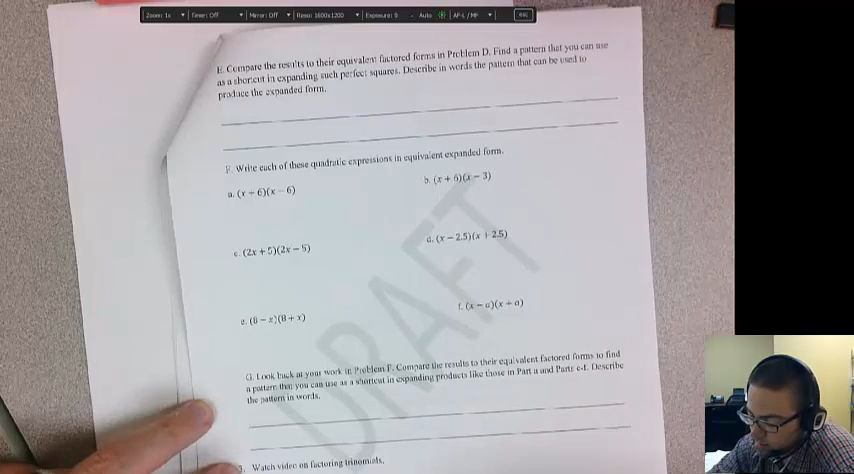 Zoom: 1x Timer: Off Mirror: Off Reso: 1600x1200 Exposure: 0 Auto AF-L / MF esc
E. Compare the results to their equivalent factored forms in Problem D. Find a pattern that you can use
as a shortcut in expanding such perfect squares. Describe in words the pattern that can be used to
produce the expanded form.
F. Write each of these quadratic expressions in equivalent expanded form.
a. (x + 6)(x − 6)
b. (x + 6)(x − 3)
c. (2x + 5)(2x − 5)
d. (x − 2.5)(x + 2.5)
e. (8 − x)(8 + x)
f. (x − a)(x + a)
G. Look back at your work in Problem F. Compare the results to their equivalent factored forms to find
a pattern that you can use as a shortcut in expanding products like those in Part a and Parts c-f. Describe
the pattern in words.
3. Watch video on factoring trinomials.
DRAFT